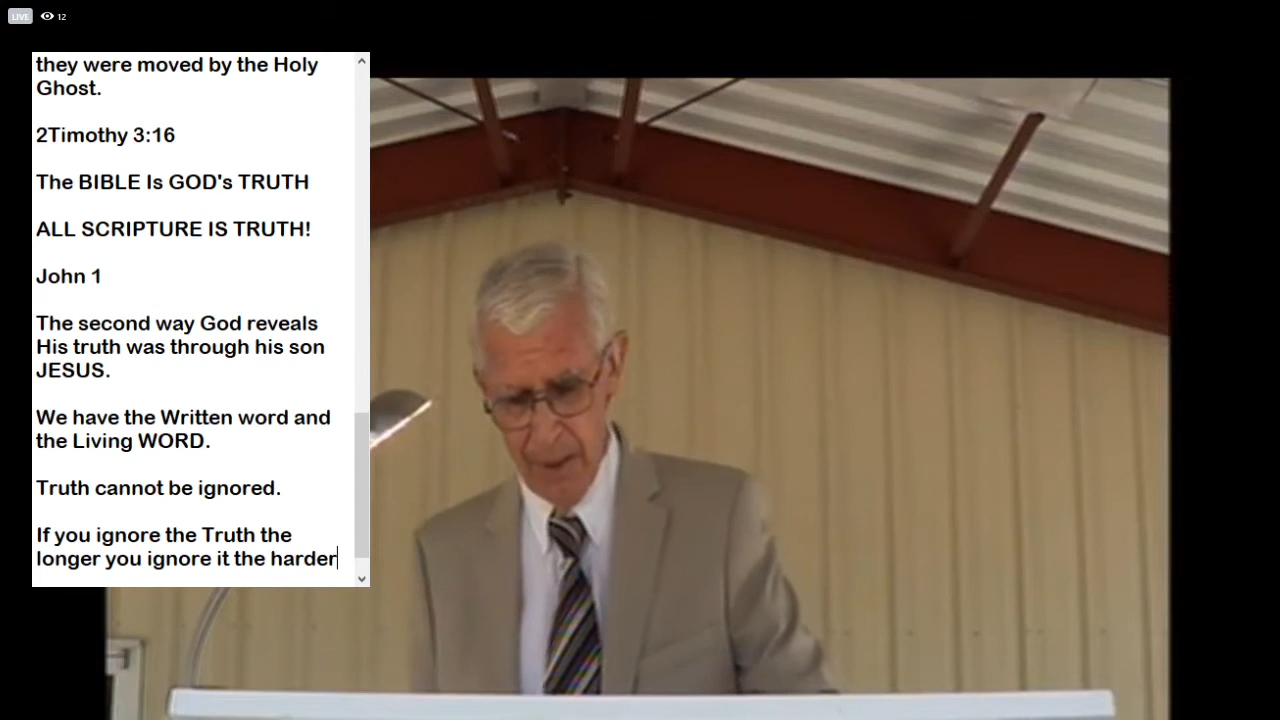 LIVE 12
they were moved by the Holy
Ghost.
2Timothy 3:16
The BIBLE Is GOD's TRUTH
ALL SCRIPTURE IS TRUTH!
John 1
The second way God reveals
His truth was through his son
JESUS.
We have the Written word and
the Living WORD.
Truth cannot be ignored.
If you ignore the Truth the
longer you ignore it the harder